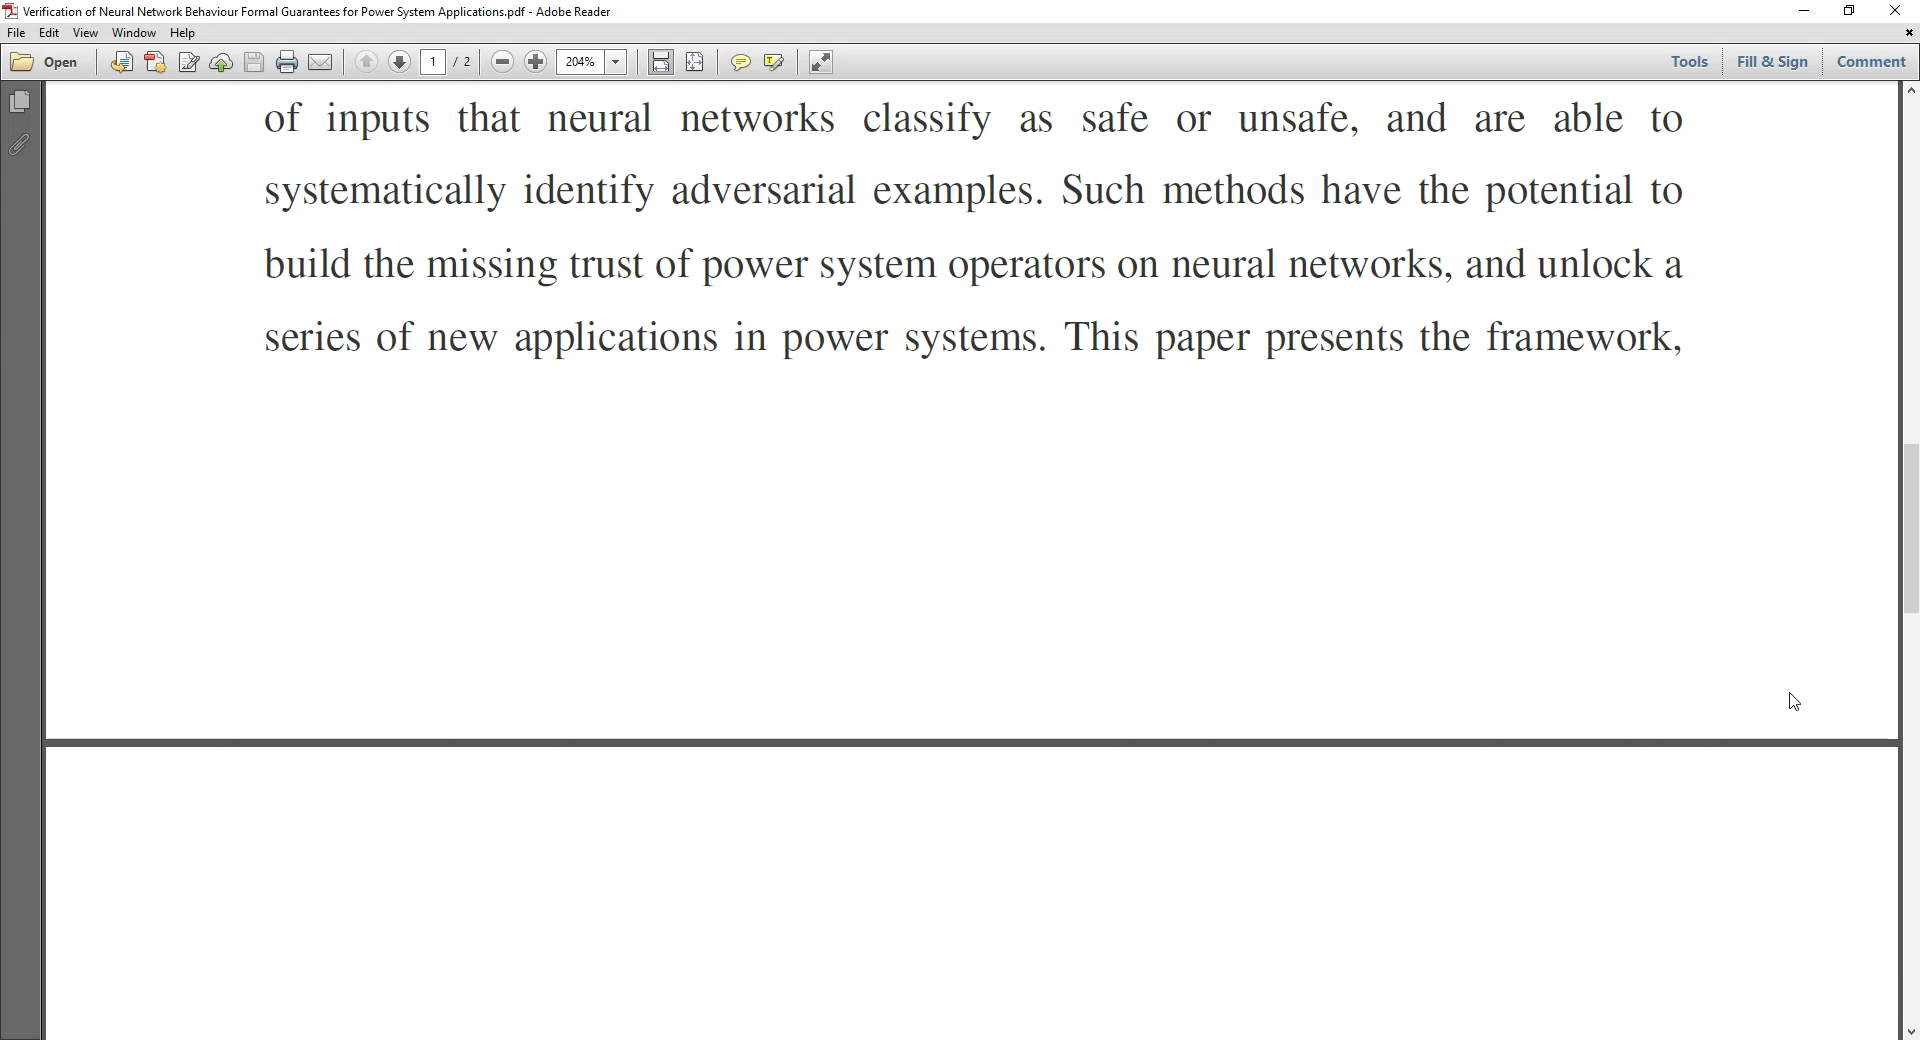 Verification of Neural Network Behaviour Formal Guarantees for Power System Applications.pdf - Adobe Reader
File Edit View Window Help
Open 1 / 2 204% Tools Fill & Sign Comment
of inputs that neural networks classify as safe or unsafe, and are able to
systematically identify adversarial examples. Such methods have the potential to
build the missing trust of power system operators on neural networks, and unlock a
series of new applications in power systems. This paper presents the framework,